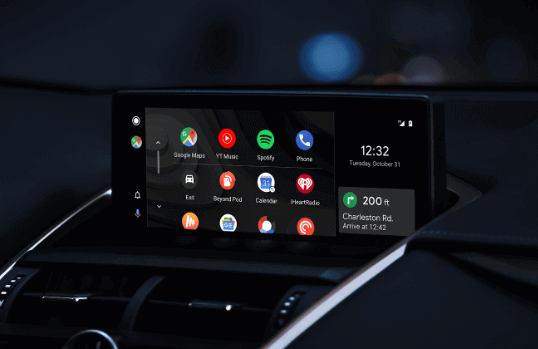 Google Maps
YT Music
Spotify
Phone
Exit
Beyond Pod
Calendar
iHeartRadio
12:32
Tuesday, October 31
200 ft
Charleston Rd.
Arrive at 12:42